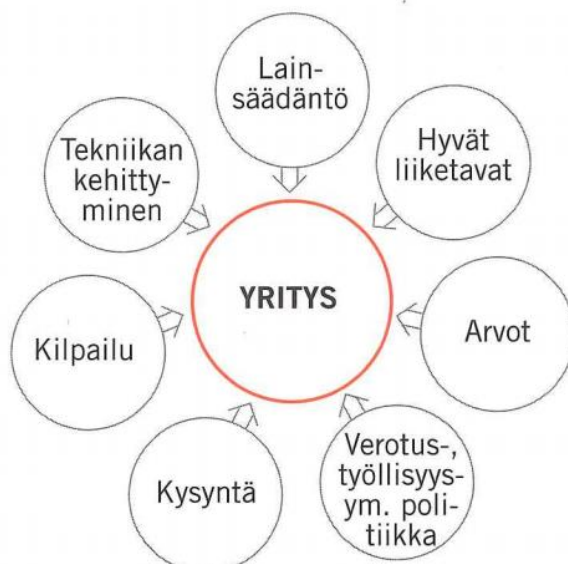 Lain-
säädäntö
Hyvät
liiketavat
Tekniikan
kehitty-
minen
YRITYS
Arvot
Kilpailu
Kysyntä
Verotus-,
työllisyys-
ym. poli-
tiikka